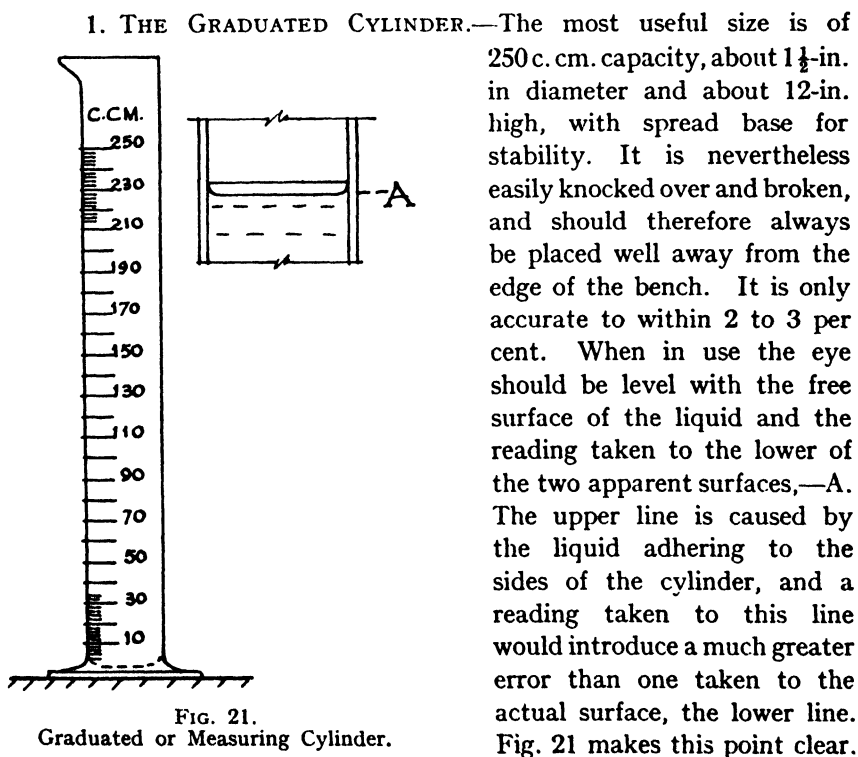 1. THE GRADUATED CYLINDER.—The most useful size is of
250 c. cm. capacity, about 1½-in.
in diameter and about 12-in.
high, with spread base for
stability. It is nevertheless
easily knocked over and broken,
and should therefore always
be placed well away from the
edge of the bench. It is only
accurate to within 2 to 3 per
cent. When in use the eye
should be level with the free
surface of the liquid and the
reading taken to the lower of
the two apparent surfaces,—A.
The upper line is caused by
the liquid adhering to the
sides of the cylinder, and a
reading taken to this line
would introduce a much greater
error than one taken to the
actual surface, the lower line.
Fig. 21 makes this point clear.
C.CM.
250
230
210
190
170
150
130
110
90
70
50
30
10
A
FIG. 21.
Graduated or Measuring Cylinder.